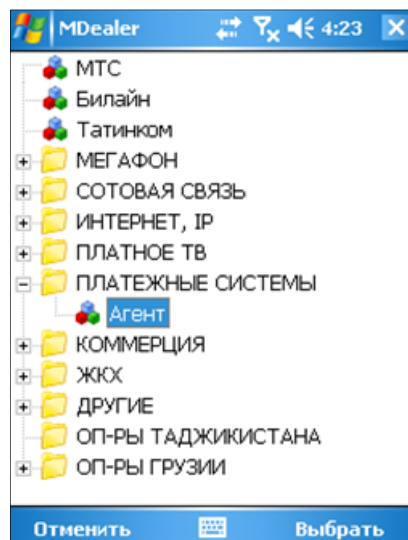 MDealer 4:23
МТС
Билайн
Татинком
МЕГАФОН
СОТОВАЯ СВЯЗЬ
ИНТЕРНЕТ, IP
ПЛАТНОЕ ТВ
ПЛАТЕЖНЫЕ СИСТЕМЫ
Агент
КОММЕРЦИЯ
ЖКХ
ДРУГИЕ
ОП-РЫ ТАДЖИКИСТАНА
ОП-РЫ ГРУЗИИ
Отменить Выбрать